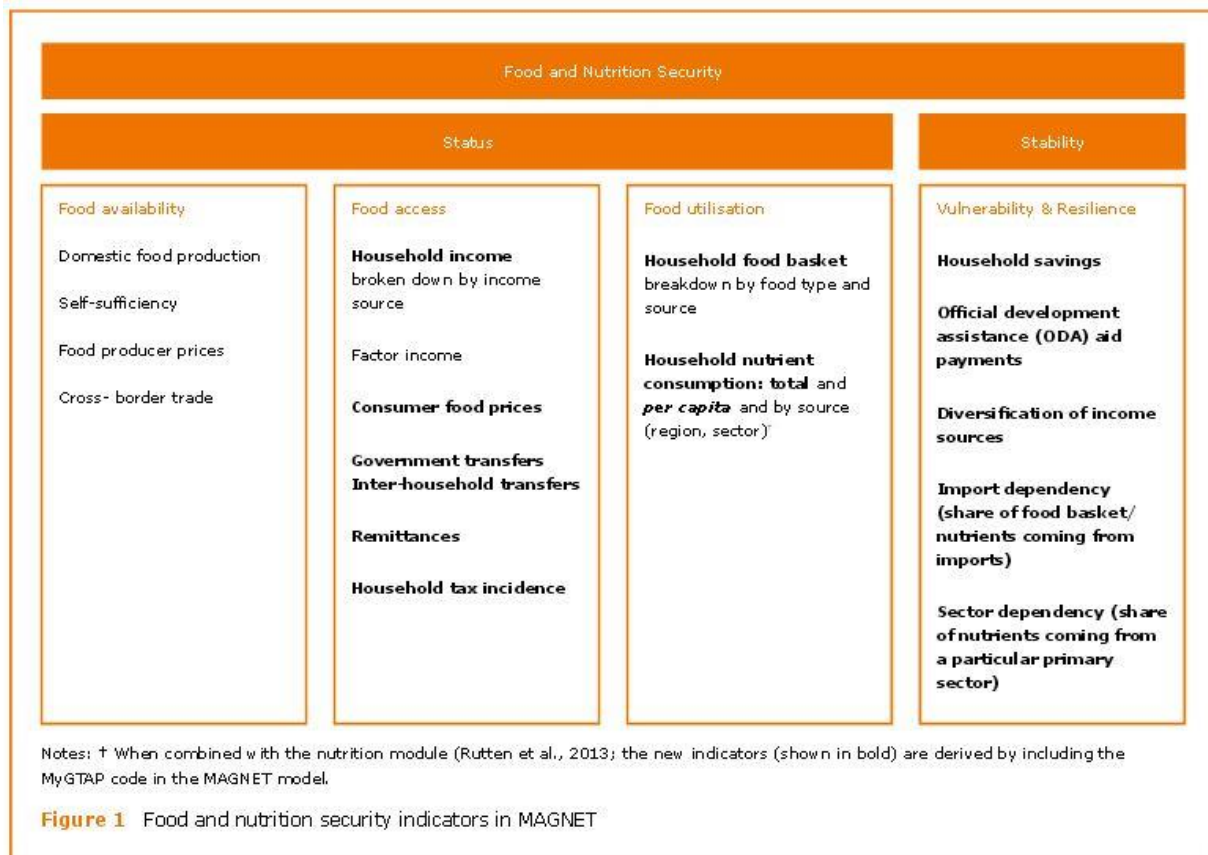 Food and Nutrition Security
Status
Stability
Food availability
Domestic food production
Self-sufficiency
Food producer prices
Cross- border trade
Food access
Household income
broken down by income
source
Factor income
Consumer food prices
Government transfers
Inter-household transfers
Remittances
Household tax incidence
Food utilisation
Household food basket
breakdown by food type and
source
Household nutrient
consumption: total and
per capita and by source
(region, sector)
Vulnerability & Resilience
Household savings
Official development
assistance (ODA) aid
payments
Diversification of income
sources
Import dependency
(share of food basket/
nutrients coming from
imports)
Sector dependency (share
of nutrients coming from
a particular primary
sector)
Notes: † When combined with the nutrition module (Rutten et al., 2013; the new indicators (shown in bold) are derived by including the
MyGTAP code in the MAGNET model.
Figure 1 Food and nutrition security indicators in MAGNET